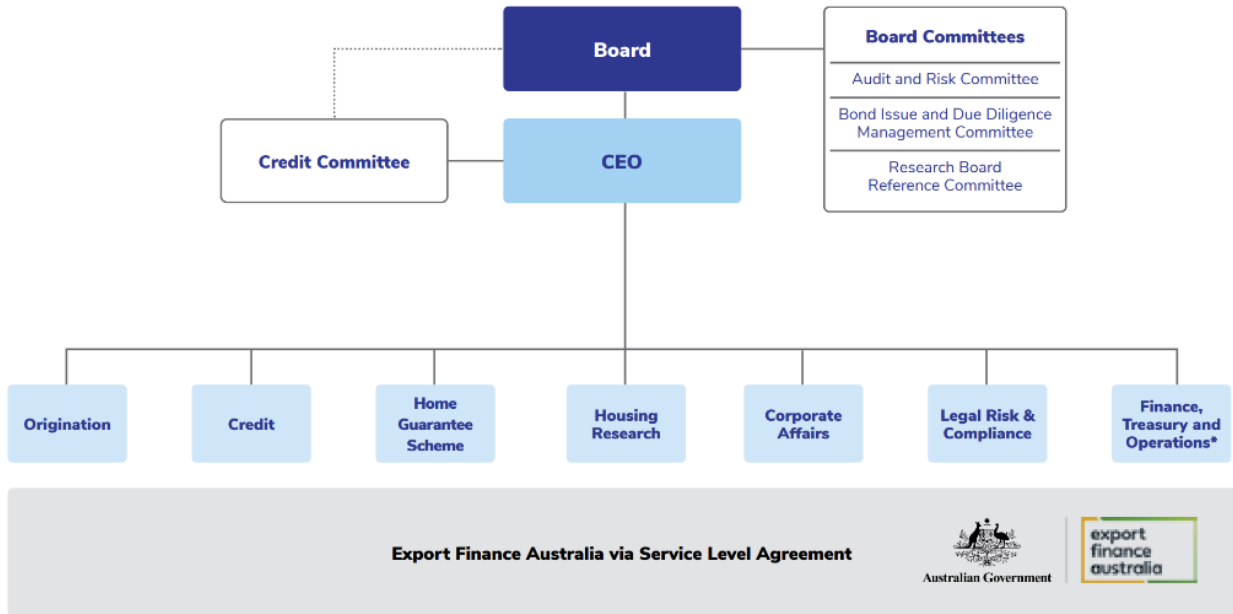 Board
Board Committees
Audit and Risk Committee
Bond Issue and Due Diligence
Management Committee
Research Board
Reference Committee
Credit Committee
CEO
Origination
Credit
Home
Guarantee
Scheme
Housing
Research
Corporate
Affairs
Legal Risk &
Compliance
Finance,
Treasury and
Operations*
Export Finance Australia via Service Level Agreement
Australian Government
export
finance
australia